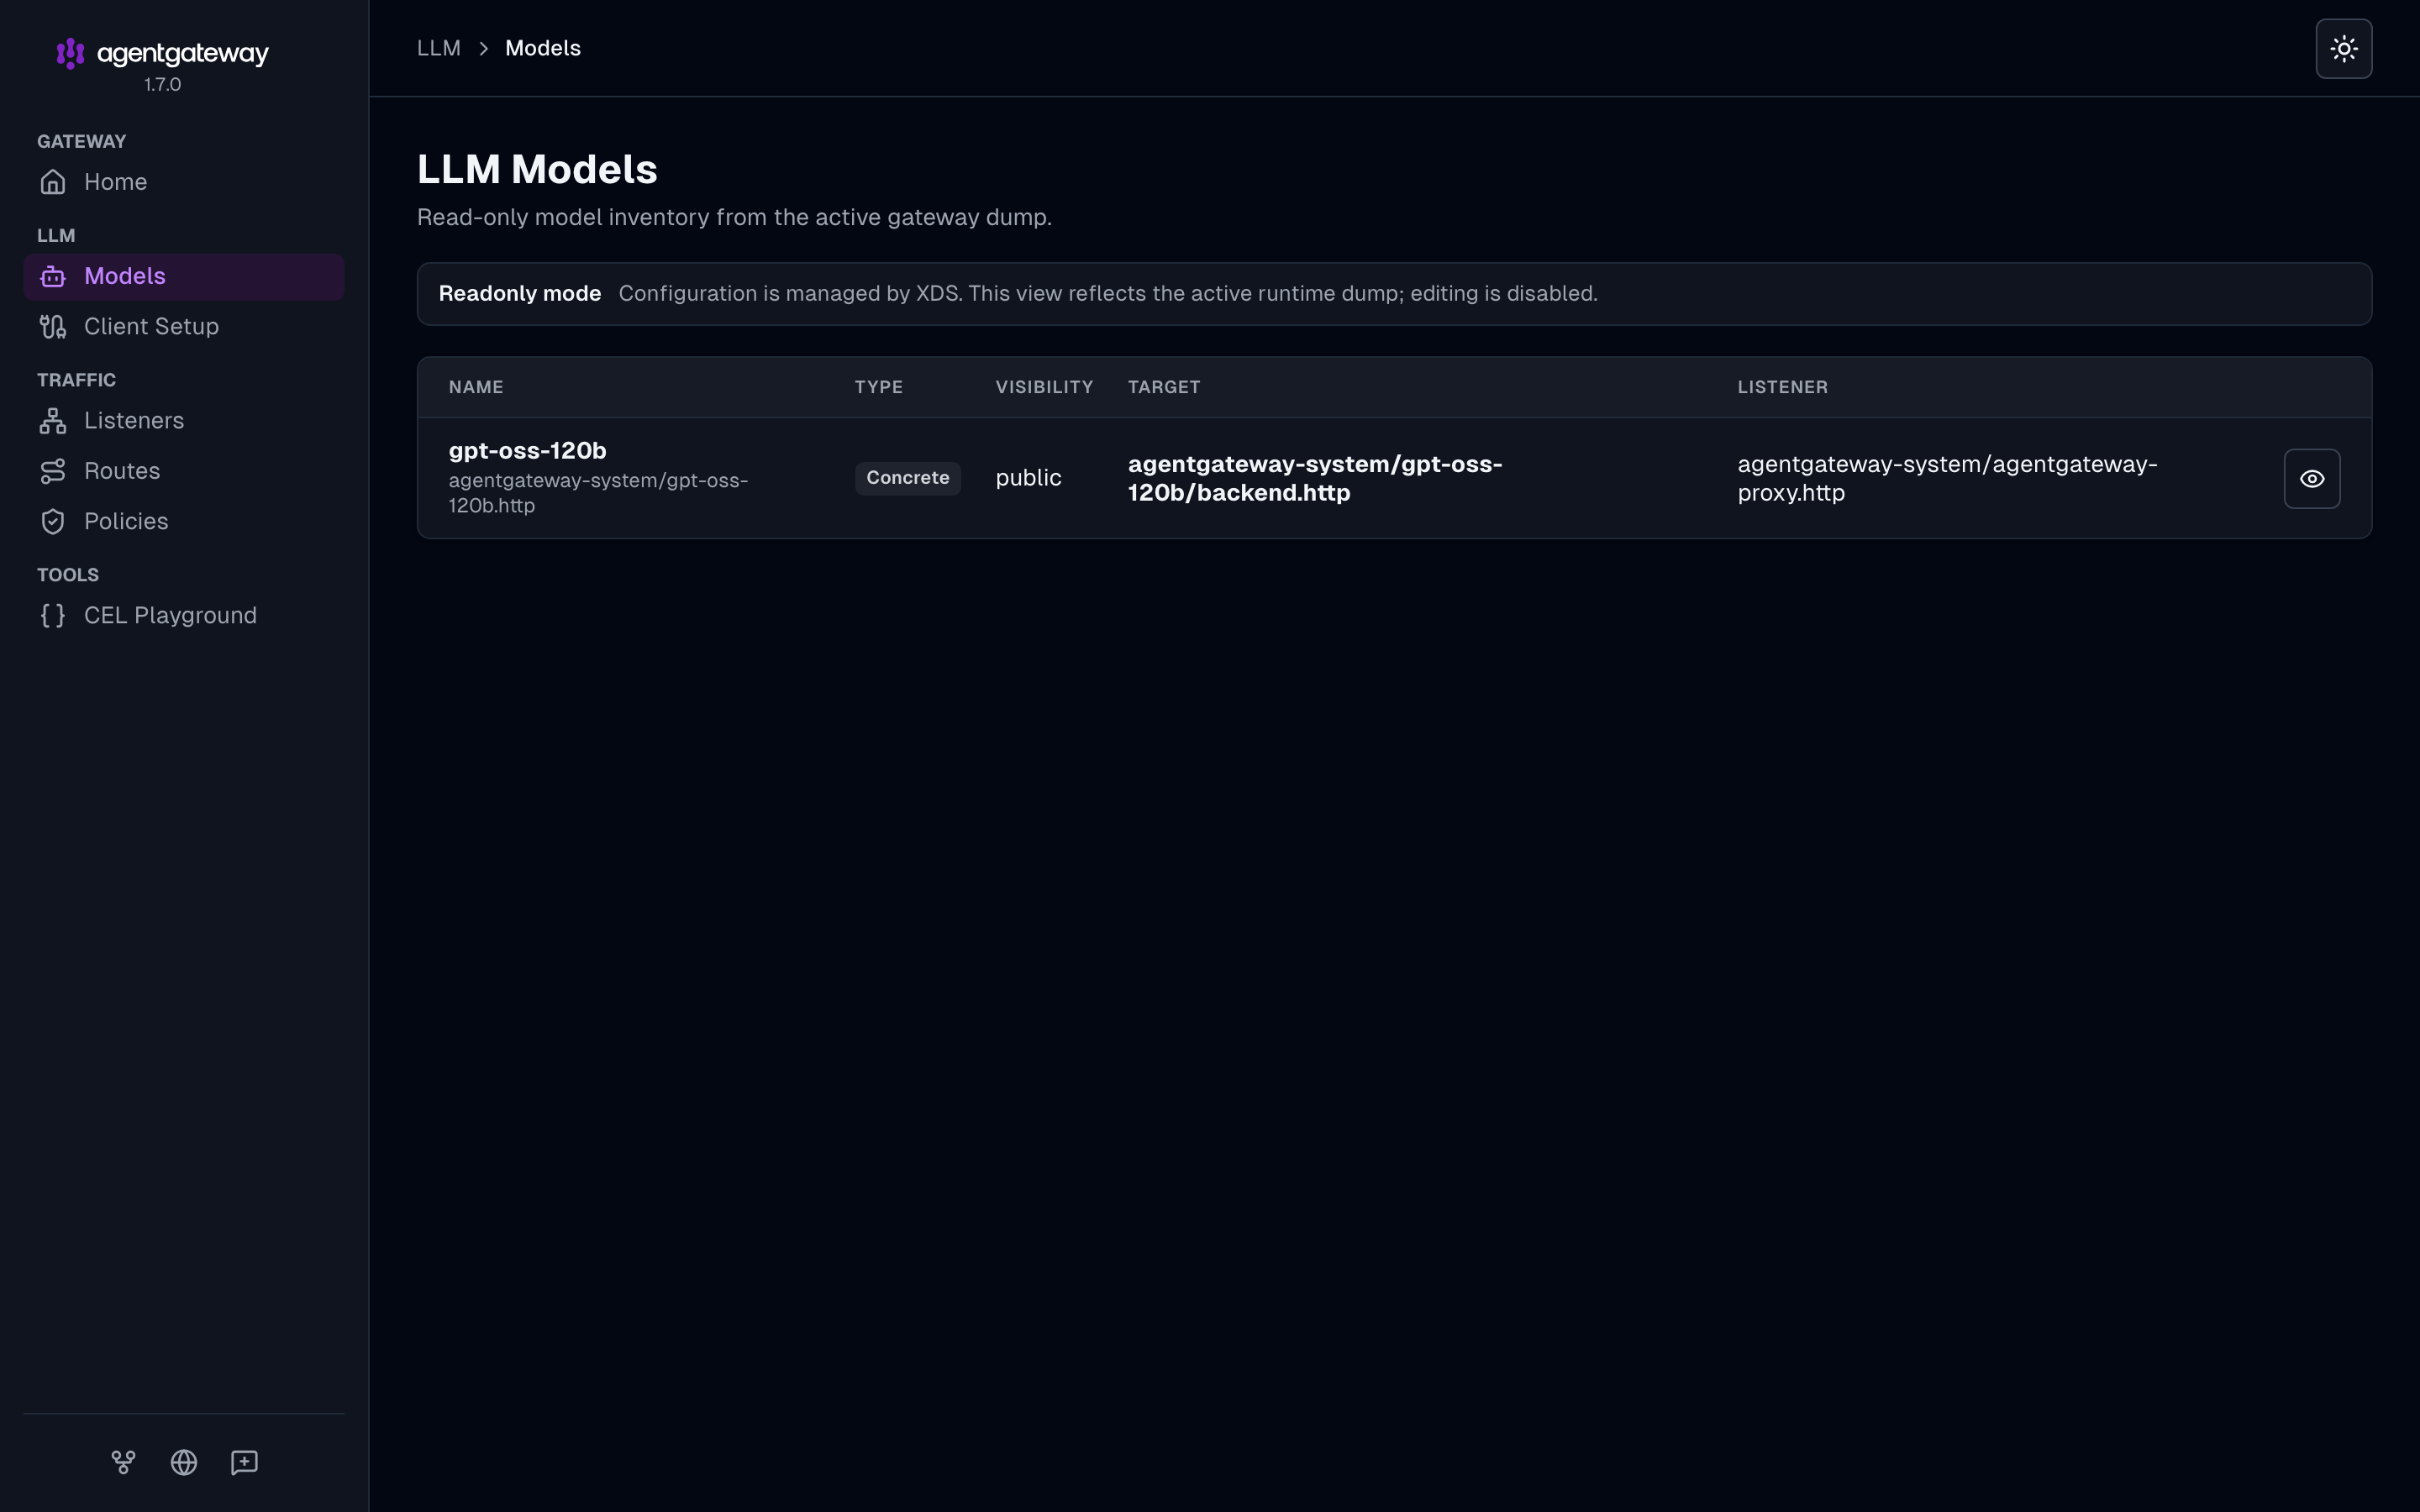 agentgateway
1.7.0
GATEWAY
Home
LLM
Models
Client Setup
TRAFFIC
Listeners
Routes
Policies
TOOLS
CEL Playground
LLM > Models
LLM Models
Read-only model inventory from the active gateway dump.
Readonly mode Configuration is managed by XDS. This view reflects the active runtime dump; editing is disabled.
NAME TYPE VISIBILITY TARGET LISTENER
gpt-oss-120b
agentgateway-system/gpt-oss-
120b.http
Concrete
public
agentgateway-system/gpt-oss-
120b/backend.http
agentgateway-system/agentgateway-
proxy.http